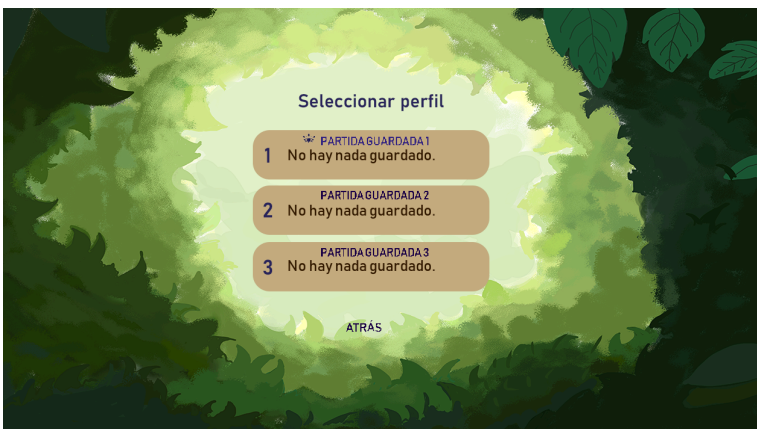 Seleccionar perfil
PARTIDA GUARDADA 1
1 No hay nada guardado.
PARTIDA GUARDADA 2
2 No hay nada guardado.
PARTIDA GUARDADA 3
3 No hay nada guardado.
ATRÁS